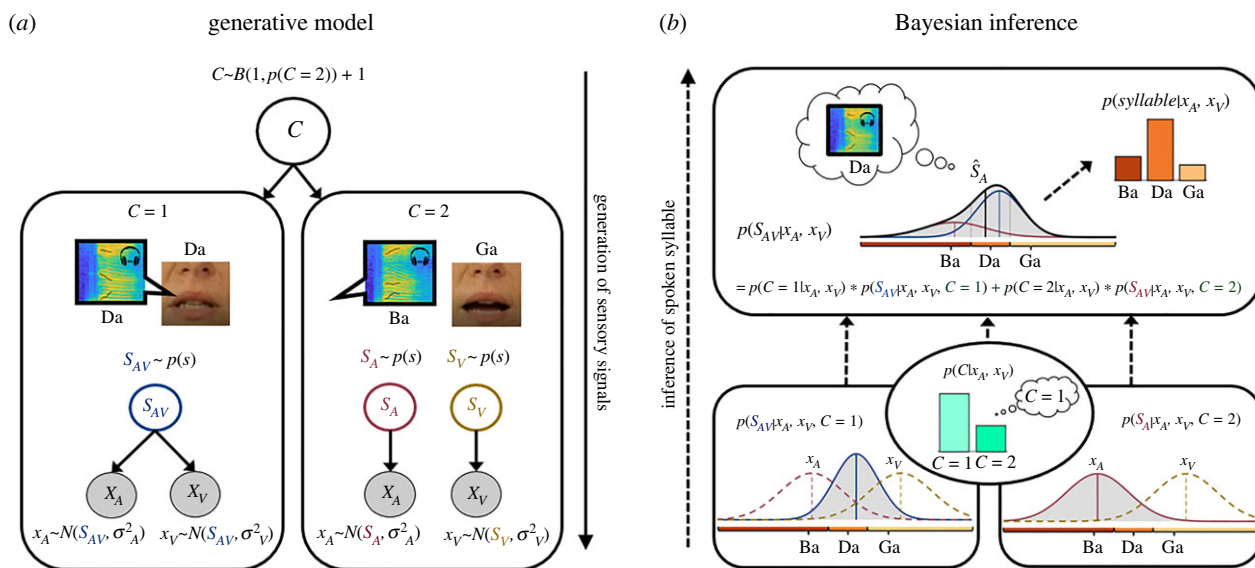 (a)
generative model
C~B(1, p(C = 2)) + 1
C
C = 1
Da
Da
S_AV ~ p(s)
S_AV
X_A
X_V
x_A~N(S_AV, σ²_A)
x_V~N(S_AV, σ²_V)
C = 2
Ga
Ba
S_A ~ p(s)
S_V ~ p(s)
S_A
S_V
X_A
X_V
x_A~N(S_A, σ²_A)
x_V~N(S_V, σ²_V)
generation of sensory signals
(b)
Bayesian inference
inference of spoken syllable
Da
p(syllable|x_A, x_V)
Ba Da Ga
Ŝ_A
p(S_AV|x_A, x_V)
Ba Da Ga
= p(C = 1|x_A, x_V) * p(S_AV|x_A, x_V, C = 1) + p(C = 2|x_A, x_V) * p(S_AV|x_A, x_V, C = 2)
p(C|x_A, x_V)
C = 1
C = 1 C = 2
p(S_AV|x_A, x_V, C = 1)
x_A
x_V
Ba Da Ga
p(S_A|x_A, x_V, C = 2)
x_A
x_V
Ba Da Ga